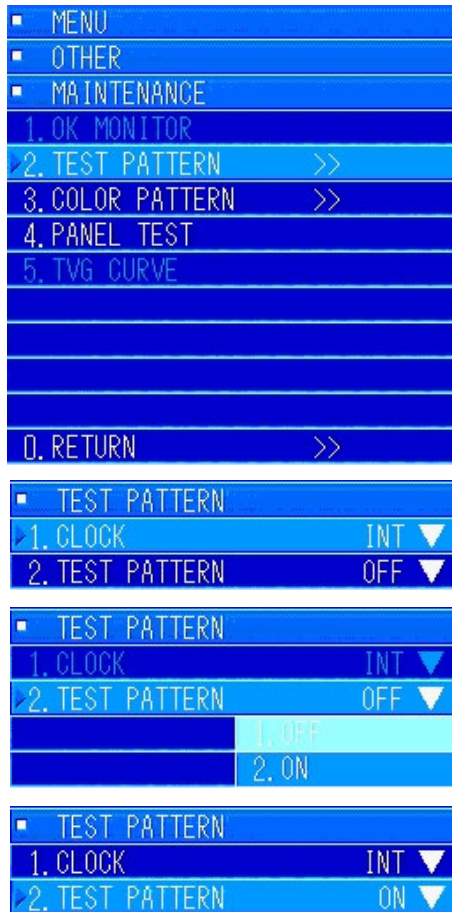 MENU
OTHER
MAINTENANCE
1. OK MONITOR
2. TEST PATTERN >>
3. COLOR PATTERN >>
4. PANEL TEST
5. TVG CURVE
0. RETURN >>
TEST PATTERN
1. CLOCK INT ▼
2. TEST PATTERN OFF ▼
TEST PATTERN
1. CLOCK INT ▼
2. TEST PATTERN OFF ▼
1. OFF
2. ON
TEST PATTERN
1. CLOCK INT ▼
2. TEST PATTERN ON ▼